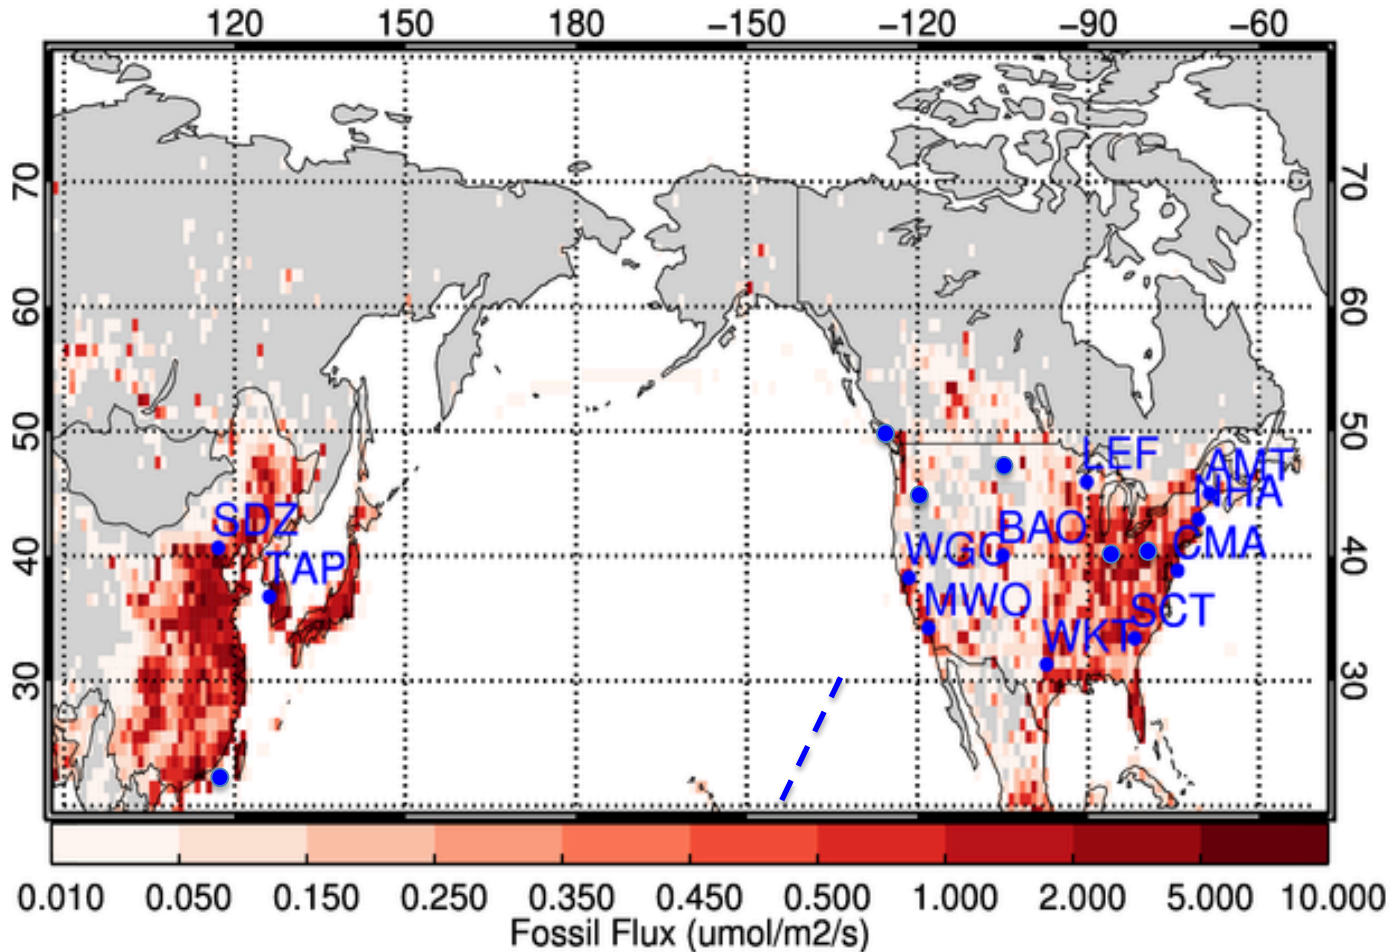 120 150 180 −150 −120 −90 −60
70 70
60 60
50 50
LEF AMT
NHA
SDZ BAO CMA
WGC
40 40
TAP
MWO SCT
WKT
30 30
0.010 0.050 0.150 0.250 0.350 0.450 0.500 1.000 2.000 5.000 10.000
Fossil Flux (umol/m2/s)